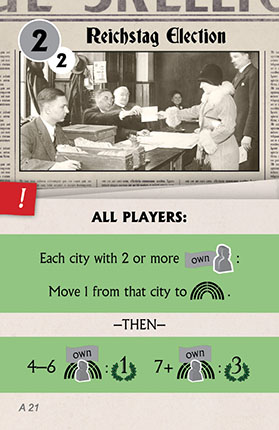 2
2
Reichstag Election
!
ALL PLAYERS:
Each city with 2 or more own :
Move 1 from that city to .
–THEN–
4–6 own : 1 7+ own : 3
A 21